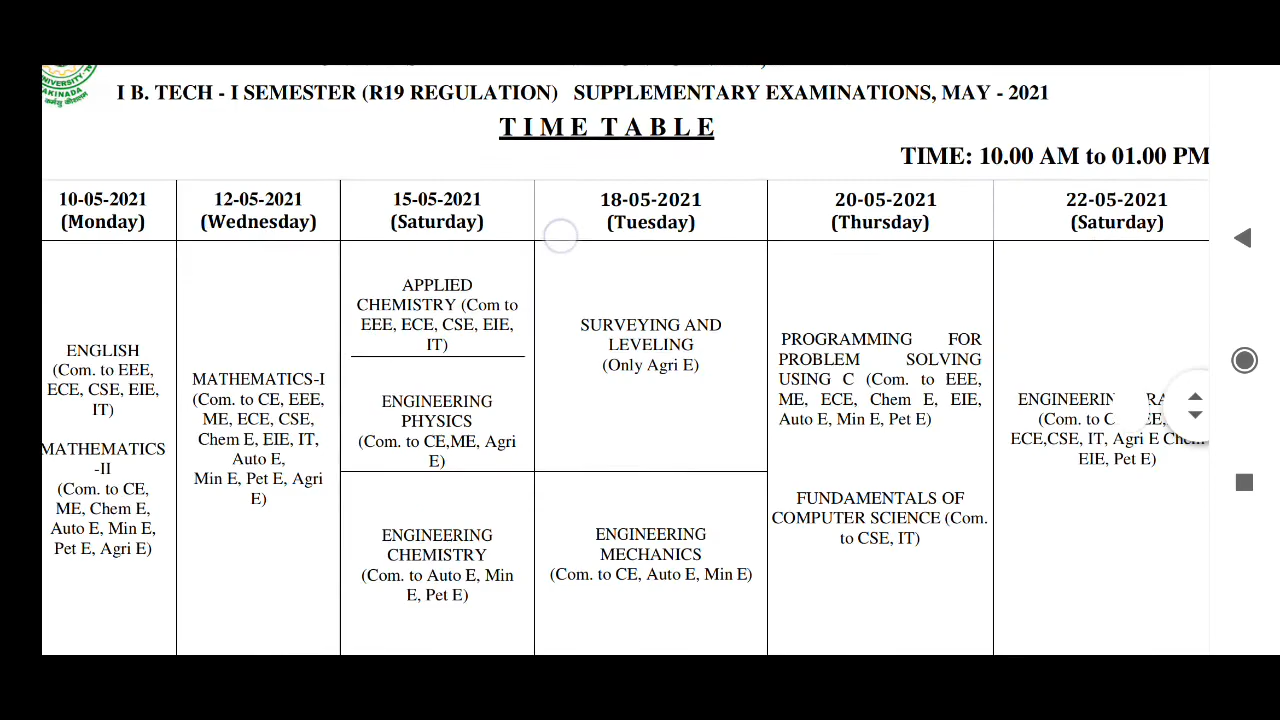 UNIVERSITY
AKINADA
I B. TECH - I SEMESTER (R19 REGULATION) SUPPLEMENTARY EXAMINATIONS, MAY - 2021
TIME TABLE
TIME: 10.00 AM to 01.00 PM
10-05-2021
(Monday)
12-05-2021
(Wednesday)
15-05-2021
(Saturday)
18-05-2021
(Tuesday)
20-05-2021
(Thursday)
22-05-2021
(Saturday)
ENGLISH
(Com. to EEE,
ECE, CSE, EIE,
IT)
MATHEMATICS
-II
(Com. to CE,
ME, Chem E,
Auto E, Min E,
Pet E, Agri E)
MATHEMATICS-I
(Com. to CE, EEE,
ME, ECE, CSE,
Chem E, EIE, IT,
Auto E,
Min E, Pet E, Agri
E)
APPLIED
CHEMISTRY (Com to
EEE, ECE, CSE, EIE,
IT)
ENGINEERING
PHYSICS
(Com. to CE,ME, Agri
E)
ENGINEERING
CHEMISTRY
(Com. to Auto E, Min
E, Pet E)
SURVEYING AND
LEVELING
(Only Agri E)
ENGINEERING
MECHANICS
(Com. to CE, Auto E, Min E)
PROGRAMMING FOR
PROBLEM SOLVING
USING C (Com. to EEE,
ME, ECE, Chem E, EIE,
Auto E, Min E, Pet E)
FUNDAMENTALS OF
COMPUTER SCIENCE (Com.
to CSE, IT)
ENGINEERIN
(Com. to
ECE,CSE, IT, Agri E Chem
EIE, Pet E)